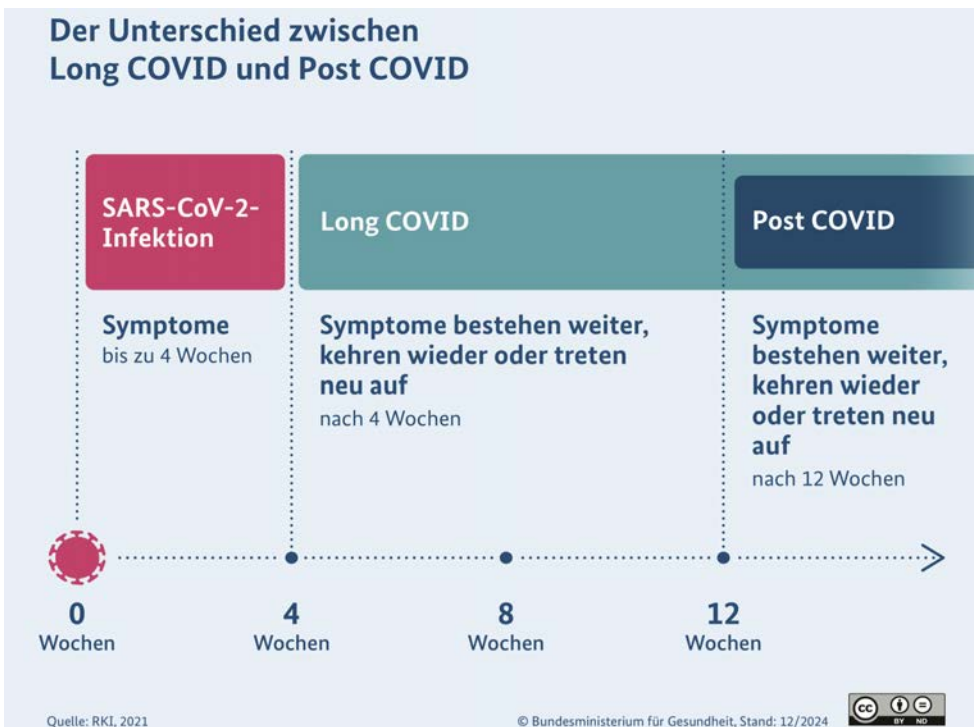 Der Unterschied zwischen
Long COVID und Post COVID
SARS-CoV-2-
Infektion
Long COVID
Post COVID
Symptome
bis zu 4 Wochen
Symptome bestehen weiter,
kehren wieder oder treten
neu auf
nach 4 Wochen
Symptome
bestehen weiter,
kehren wieder
oder treten neu
auf
nach 12 Wochen
0
Wochen
4
Wochen
8
Wochen
12
Wochen
Quelle: RKI, 2021
© Bundesministerium für Gesundheit, Stand: 12/2024
cc BY ND